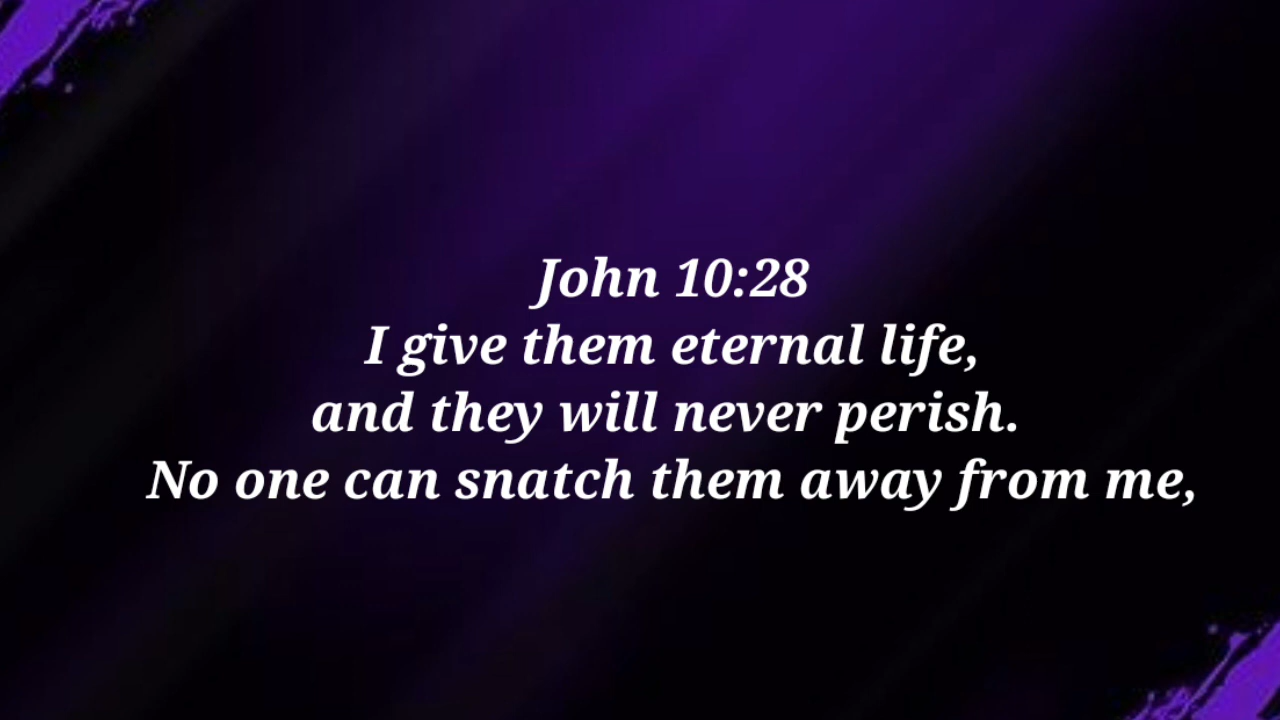 John 10:28
I give them eternal life,
and they will never perish.
No one can snatch them away from me,